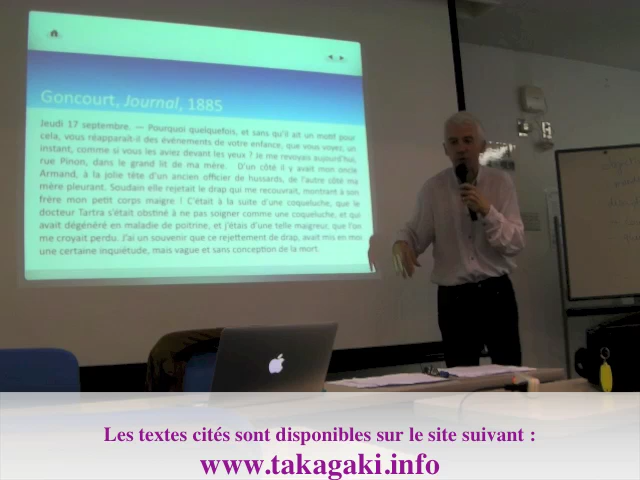 Goncourt, Journal, 1885
Jeudi 17 septembre. — Pourquoi quelquefois, et sans qu'il ait un motif pour
cela, vous réapparaît-il des événements de votre enfance, que vous voyez, un
instant, comme si vous les aviez devant les yeux ? Je me revoyais aujourd'hui,
rue Pinon, dans le grand lit de ma mère. D'un côté il y avait mon oncle
Armand, à la jolie tête d'un ancien officier de hussards, de l'autre côté ma
mère pleurant. Soudain elle rejetait le drap qui me recouvrait, montrant à son
frère mon petit corps maigre ! C'était à la suite d'une coqueluche, que le
docteur Tartra s'était obstiné à ne pas soigner comme une coqueluche, et qui
avait dégénéré en maladie de poitrine, et j'étais d'une telle maigreur, que l'on
me croyait perdu. J'ai un souvenir que ce rejettement de drap, avait mis en moi
une certaine inquiétude, mais vague et sans conception de la mort.
Les textes cités sont disponibles sur le site suivant :
www.takagaki.info